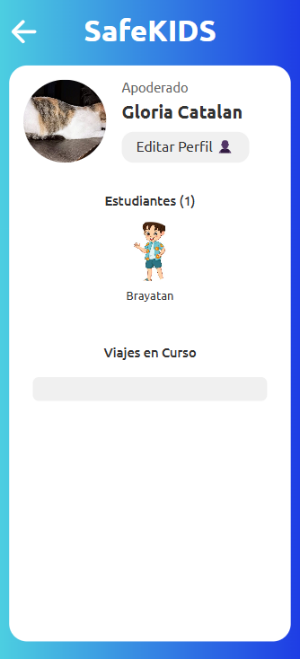 SafeKIDS
Apoderado
Gloria Catalan
Editar Perfil
Estudiantes (1)
Brayatan
Viajes en Curso